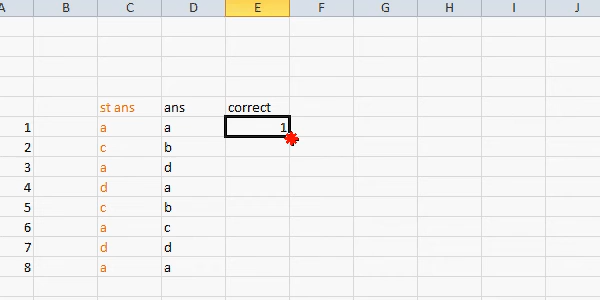 A B C D E F G H I J
st ans ans correct
1 a a 1
2 c b
3 a d
4 d a
5 c b
6 a c
7 d d
8 a a